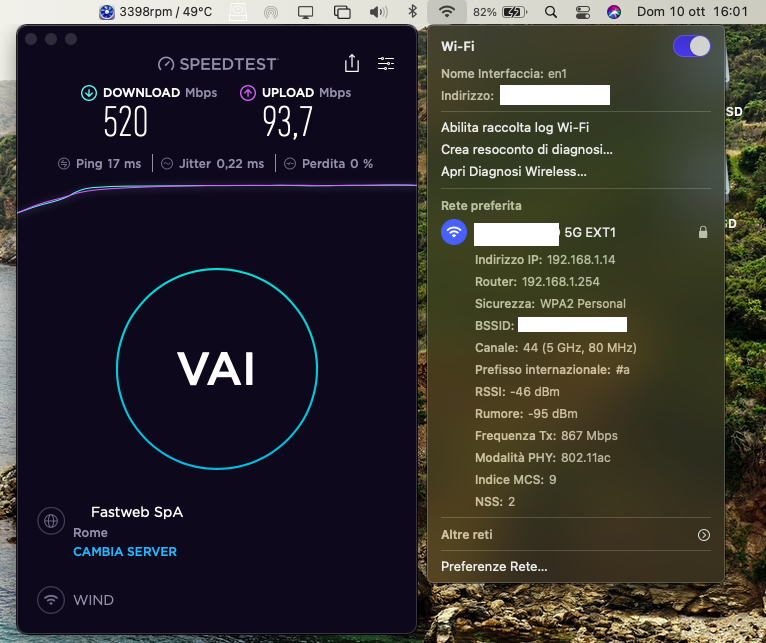 3398rpm / 49°C
82%
Dom 10 ott 16:01
SPEEDTEST
DOWNLOAD Mbps
520
UPLOAD Mbps
93,7
Ping 17 ms
Jitter 0,22 ms
Perdita 0 %
VAI
Fastweb SpA
Rome
CAMBIA SERVER
WIND
Wi-Fi
Nome Interfaccia: en1
Indirizzo:
Abilita raccolta log Wi-Fi
Crea resoconto di diagnosi...
Apri Diagnosi Wireless...
Rete preferita
5G EXT1
Indirizzo IP: 192.168.1.14
Router: 192.168.1.254
Sicurezza: WPA2 Personal
BSSID:
Canale: 44 (5 GHz, 80 MHz)
Prefisso internazionale: #a
RSSI: -46 dBm
Rumore: -95 dBm
Frequenza Tx: 867 Mbps
Modalità PHY: 802.11ac
Indice MCS: 9
NSS: 2
Altre reti
Preferenze Rete...
SD